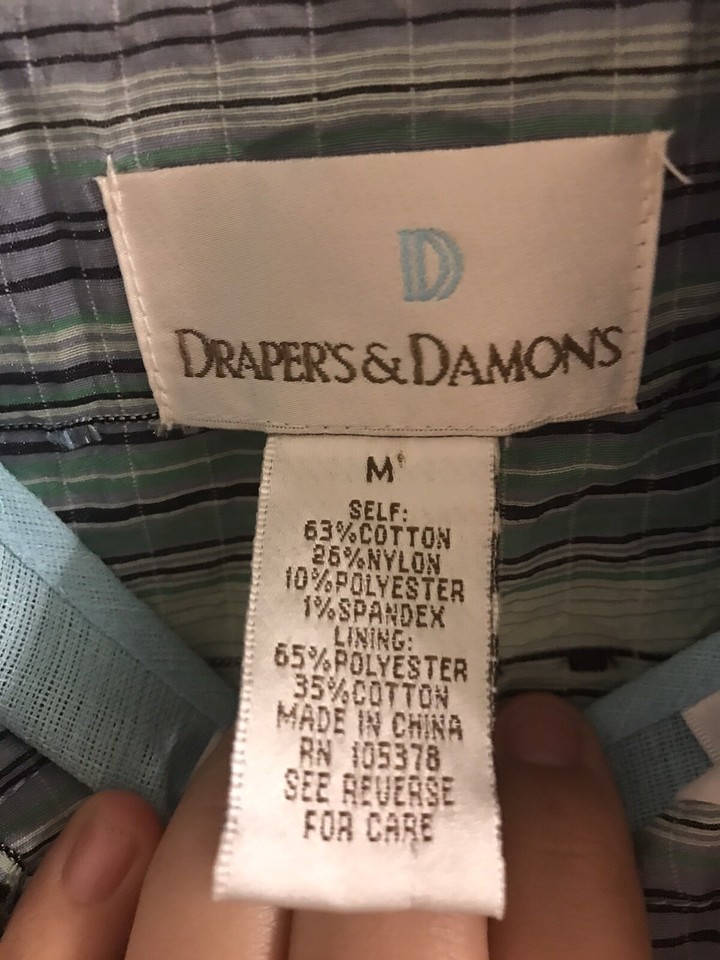 D
DRAPER'S & DAMON'S
M
SELF:
63%COTTON
26%NYLON
10%POLYESTER
1%SPANDEX
LINING:
65%POLYESTER
35%COTTON
MADE IN CHINA
RN 105378
SEE REVERSE
FOR CARE